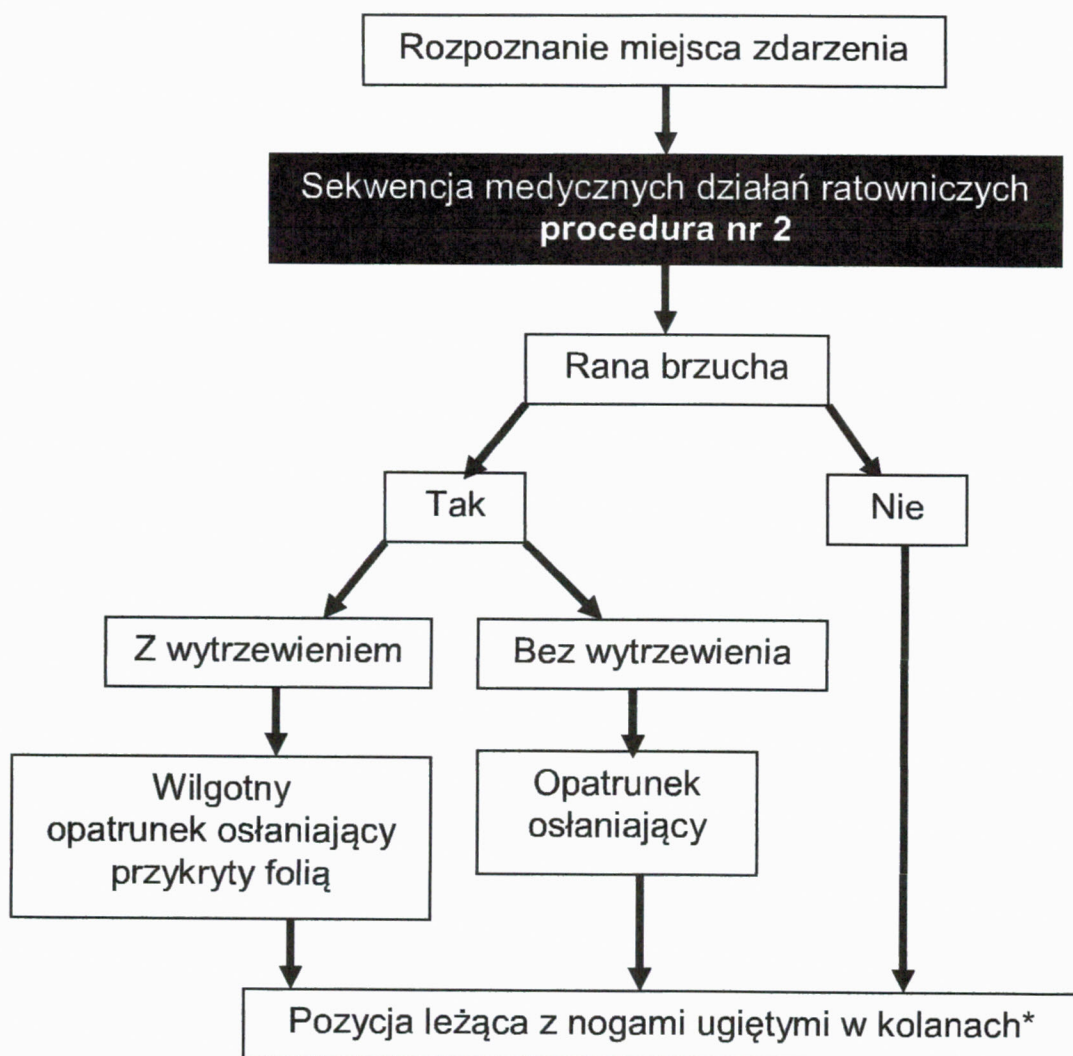 Rozpoznanie miejsca zdarzenia
Sekwencja medycznych działań ratowniczych
procedura nr 2
Rana brzucha
Tak
Nie
Z wytrzewieniem
Bez wytrzewienia
Wilgotny
opatrunek osłaniający
przykryty folią
Opatrunek
osłaniający
Pozycja leżąca z nogami ugiętymi w kolanach*